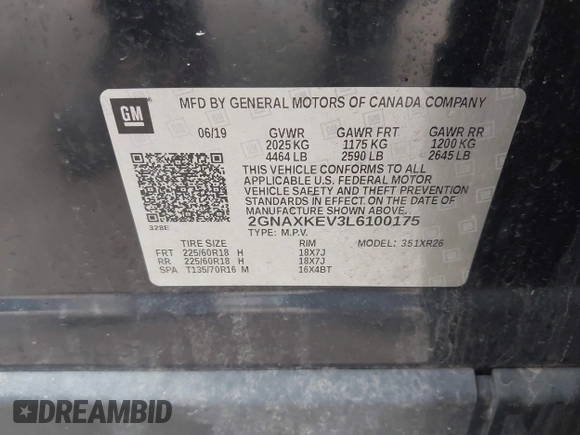 GM
MFD BY GENERAL MOTORS OF CANADA COMPANY
06/19 GVWR GAWR FRT GAWR RR
2025 KG 1175 KG 1200 KG
4464 LB 2590 LB 2645 LB
THIS VEHICLE CONFORMS TO ALL
APPLICABLE U.S. FEDERAL MOTOR
VEHICLE SAFETY AND THEFT PREVENTION
STANDARDS IN EFFECT ON THE
DATE OF MANUFACTURE SHOWN ABOVE.
328E 2GNAXKEV3L6100175
TYPE: M.P.V. MODEL: 351XR26
TIRE SIZE RIM
FRT 225/60R18 H 18X7J
RR 225/60R18 H 18X7J
SPA T135/70R16 M 16X4BT
DREAMBID